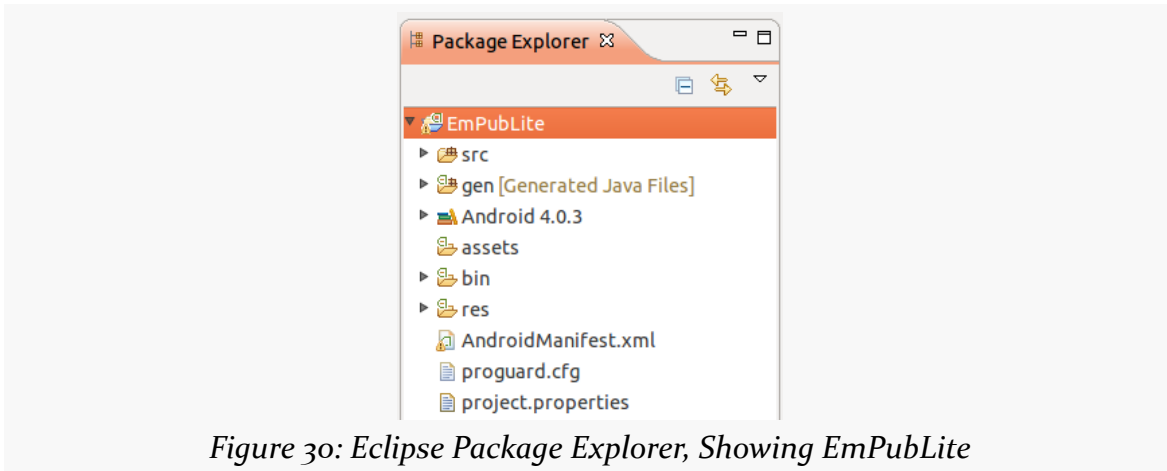 Package Explorer
EmPubLite
src
gen [Generated Java Files]
Android 4.0.3
assets
bin
res
AndroidManifest.xml
proguard.cfg
project.properties
Figure 30: Eclipse Package Explorer, Showing EmPubLite